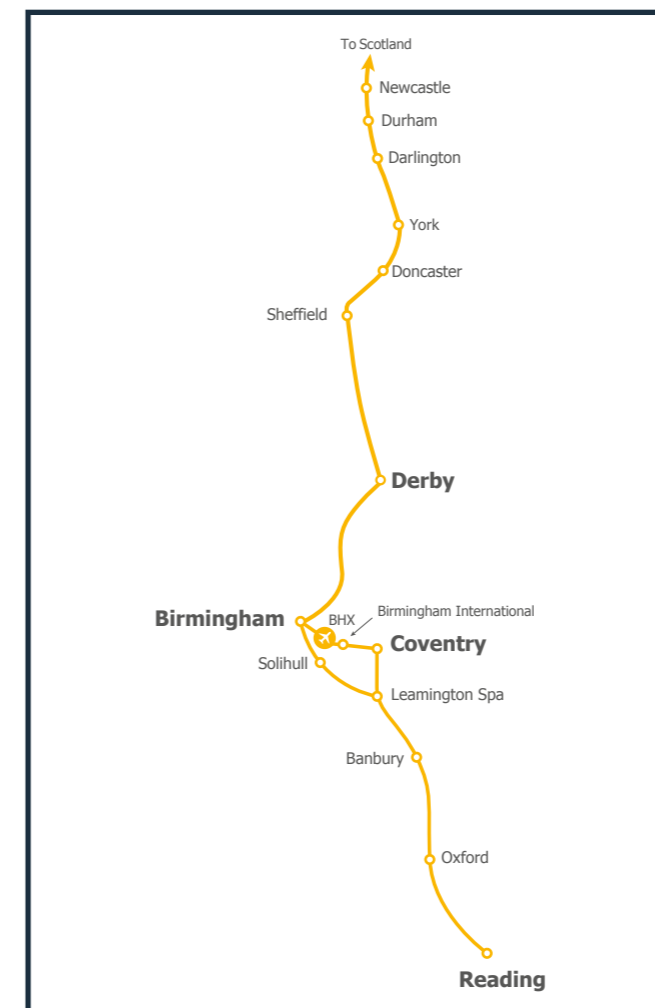 To Scotland
Newcastle
Durham
Darlington
York
Doncaster
Sheffield
Derby
Birmingham
BHX
Birmingham International
Coventry
Solihull
Leamington Spa
Banbury
Oxford
Reading